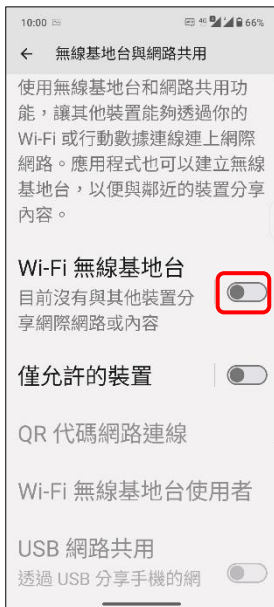 10:00 4G 66%
← 無線基地台與網路共用
使用無線基地台和網路共用功
能，讓其他裝置能夠透過你的
Wi-Fi 或行動數據連線連上網際
網路。應用程式也可以建立無線
基地台，以便與鄰近的裝置分享
內容。
Wi-Fi 無線基地台
目前沒有與其他裝置分
享網際網路或內容
僅允許的裝置
QR 代碼網路連線
Wi-Fi 無線基地台使用者
USB 網路共用
透過 USB 分享手機的網